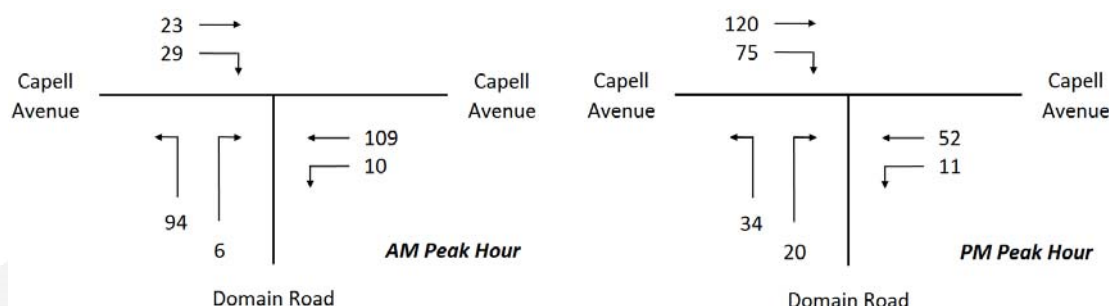 23
29
Capell
Avenue
Capell
Avenue
109
10
94
6
AM Peak Hour
Domain Road
120
75
Capell
Avenue
Capell
Avenue
52
11
34
20
PM Peak Hour
Domain Road